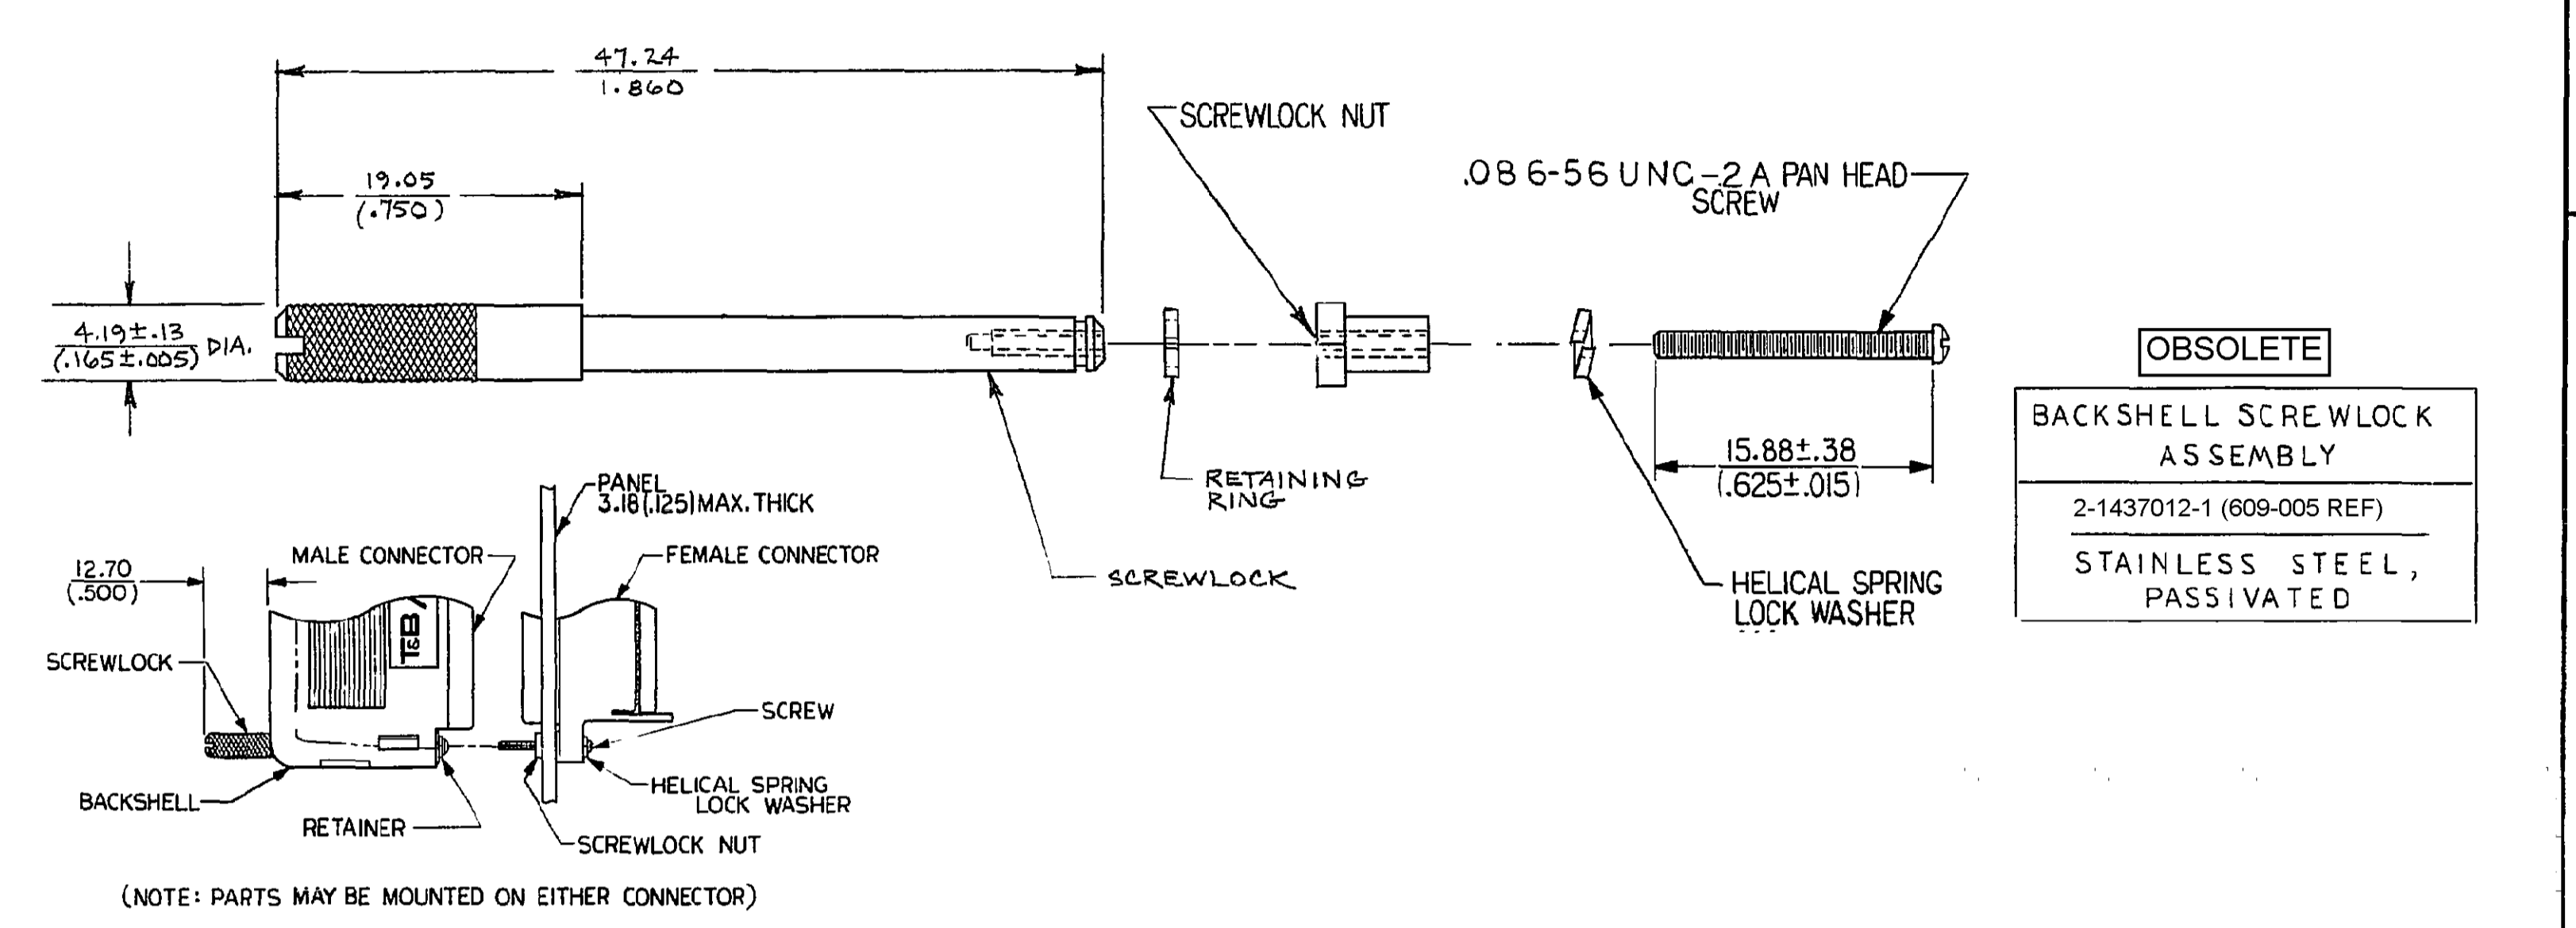 47.24
1.860
SCREWLOCK NUT
.086-56 UNC-2A PAN HEAD
SCREW
19.05
(.750)
4.19±.13
(.165±.005) DIA.
OBSOLETE
BACKSHELL SCREWLOCK
ASSEMBLY
2-1437012-1 (609-005 REF)
STAINLESS STEEL,
PASSIVATED
15.88±.38
(.625±.015)
RETAINING
RING
SCREWLOCK
HELICAL SPRING
LOCK WASHER
PANEL
3.18(.125)MAX. THICK
MALE CONNECTOR
FEMALE CONNECTOR
12.70
(.500)
T&B
SCREWLOCK
SCREW
BACKSHELL
HELICAL SPRING
LOCK WASHER
RETAINER
SCREWLOCK NUT
(NOTE: PARTS MAY BE MOUNTED ON EITHER CONNECTOR)